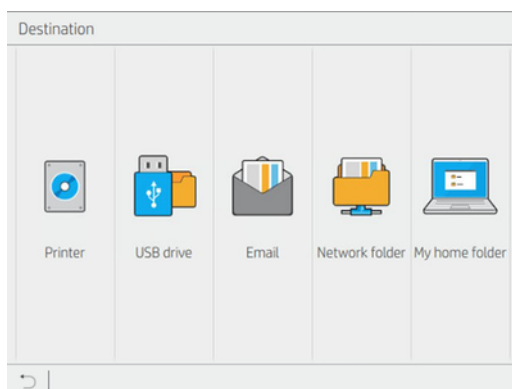 Destination
Printer
USB drive
Email
Network folder
My home folder